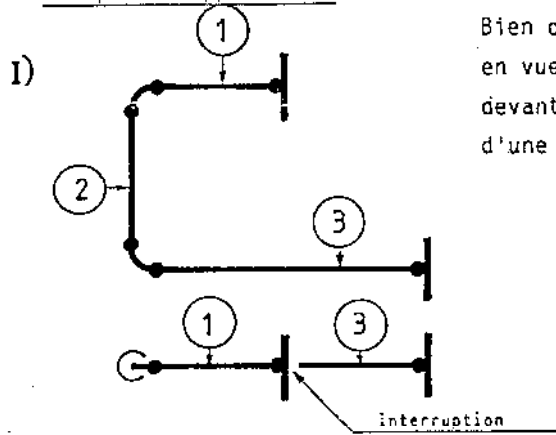 1
Bien
I)
en vue
devant
2
d'une
3
1
3
Interruption